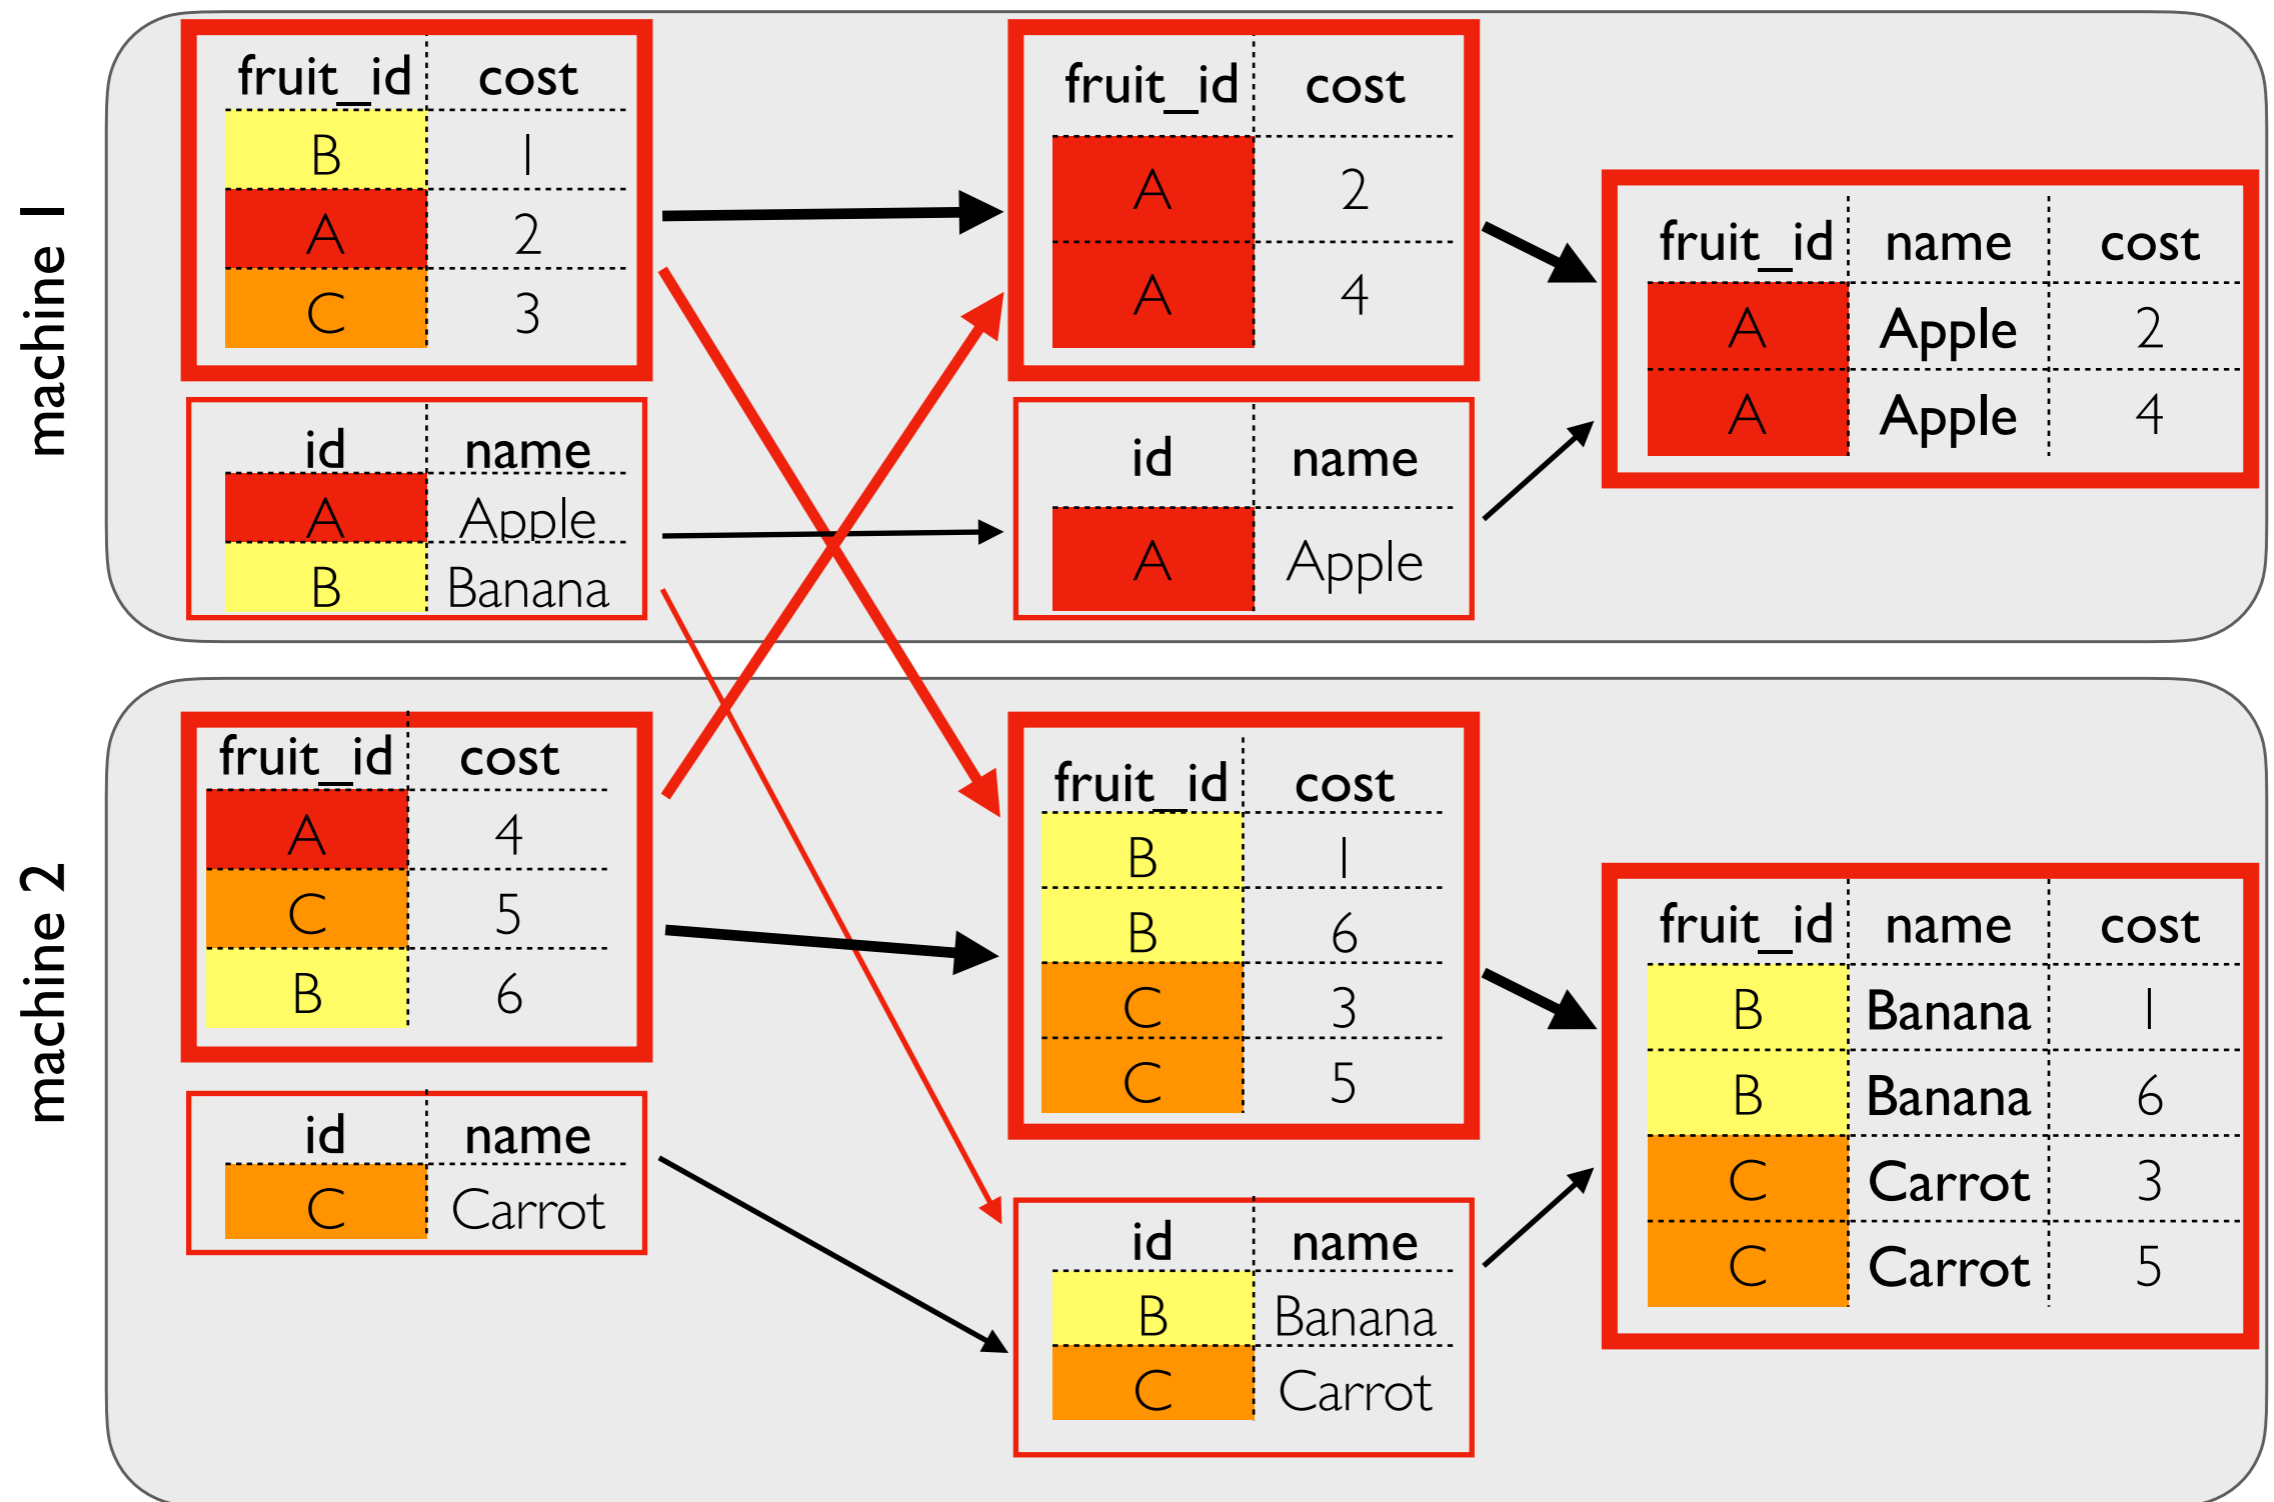 machine 1
fruit_id cost
B 1
A 2
C 3
id name
A Apple
B Banana
fruit_id cost
A 2
A 4
id name
A Apple
fruit_id name cost
A Apple 2
A Apple 4
machine 2
fruit_id cost
A 4
C 5
B 6
id name
C Carrot
fruit_id cost
B 1
B 6
C 3
C 5
id name
B Banana
C Carrot
fruit_id name cost
B Banana 1
B Banana 6
C Carrot 3
C Carrot 5